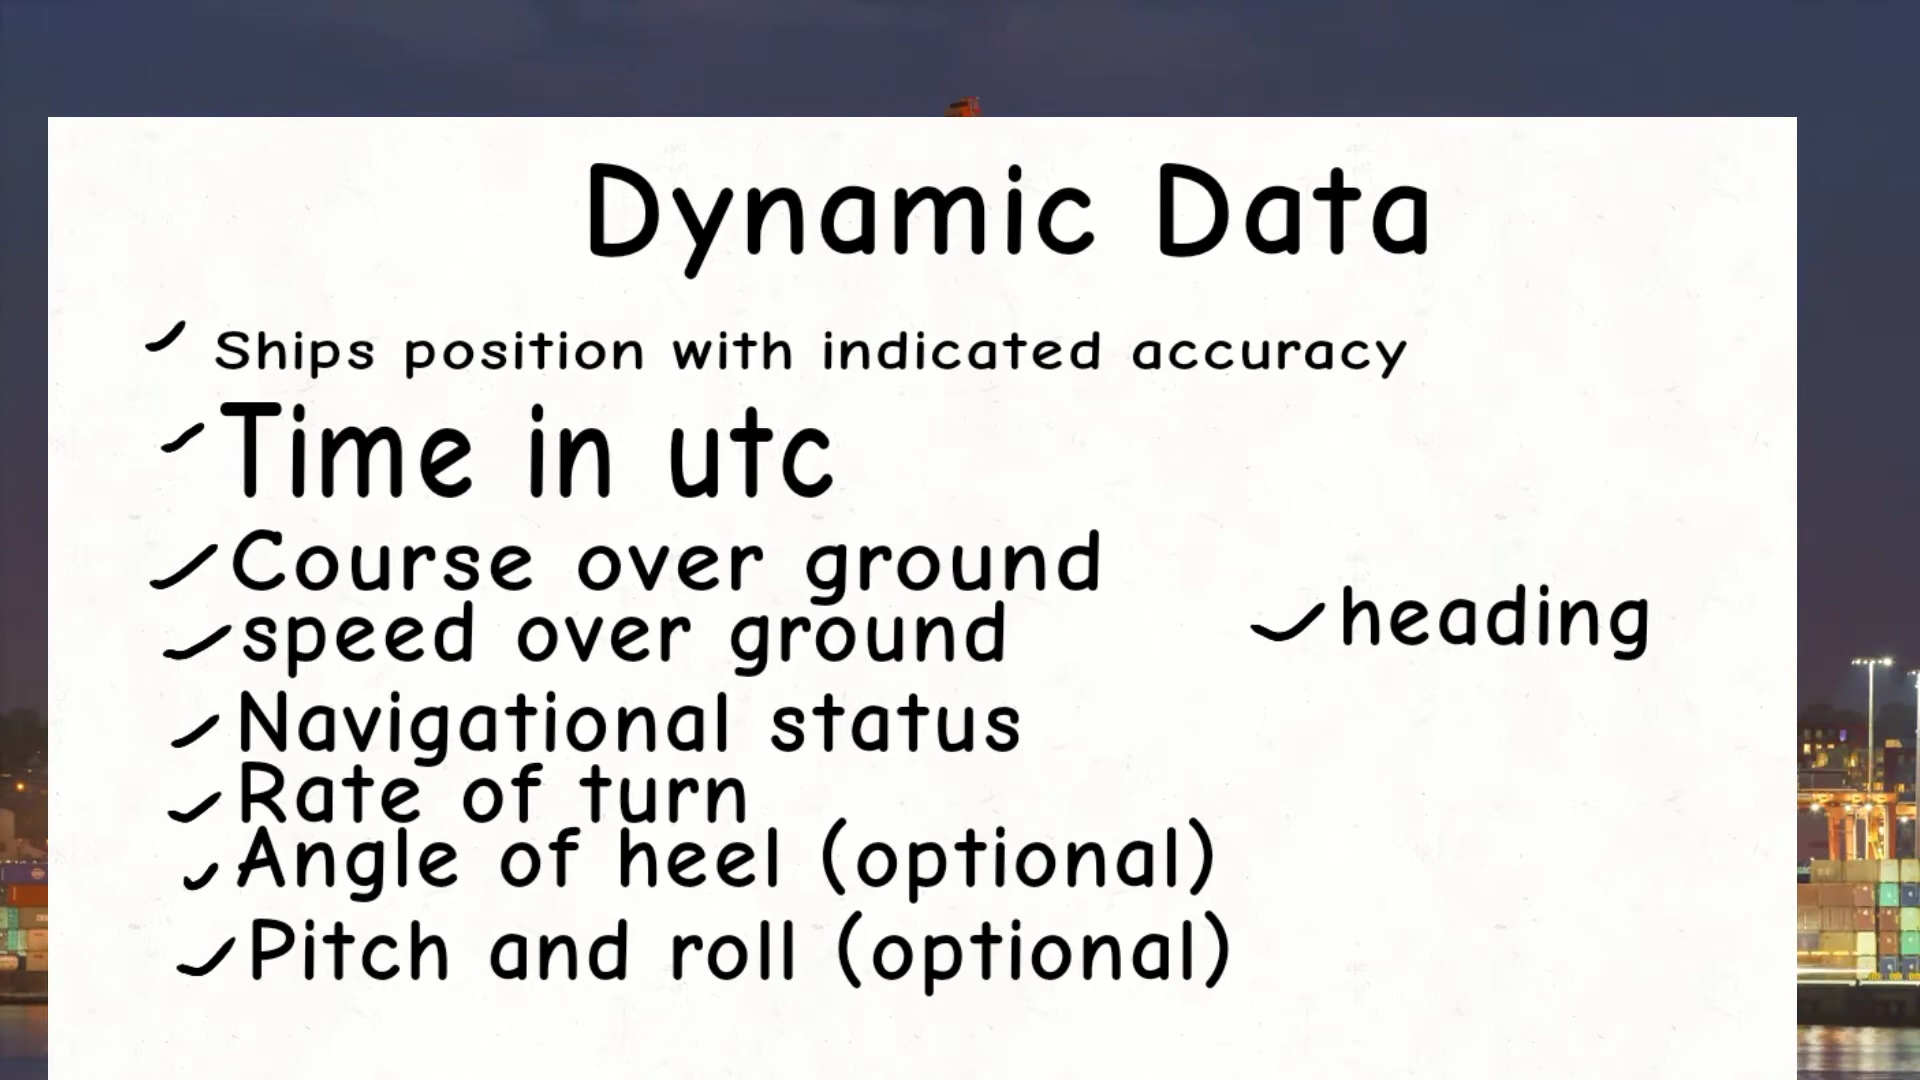 Dynamic Data
Ships position with indicated accuracy
Time in utc
Course over ground
speed over ground
heading
Navigational status
Rate of turn
Angle of heel (optional)
Pitch and roll (optional)